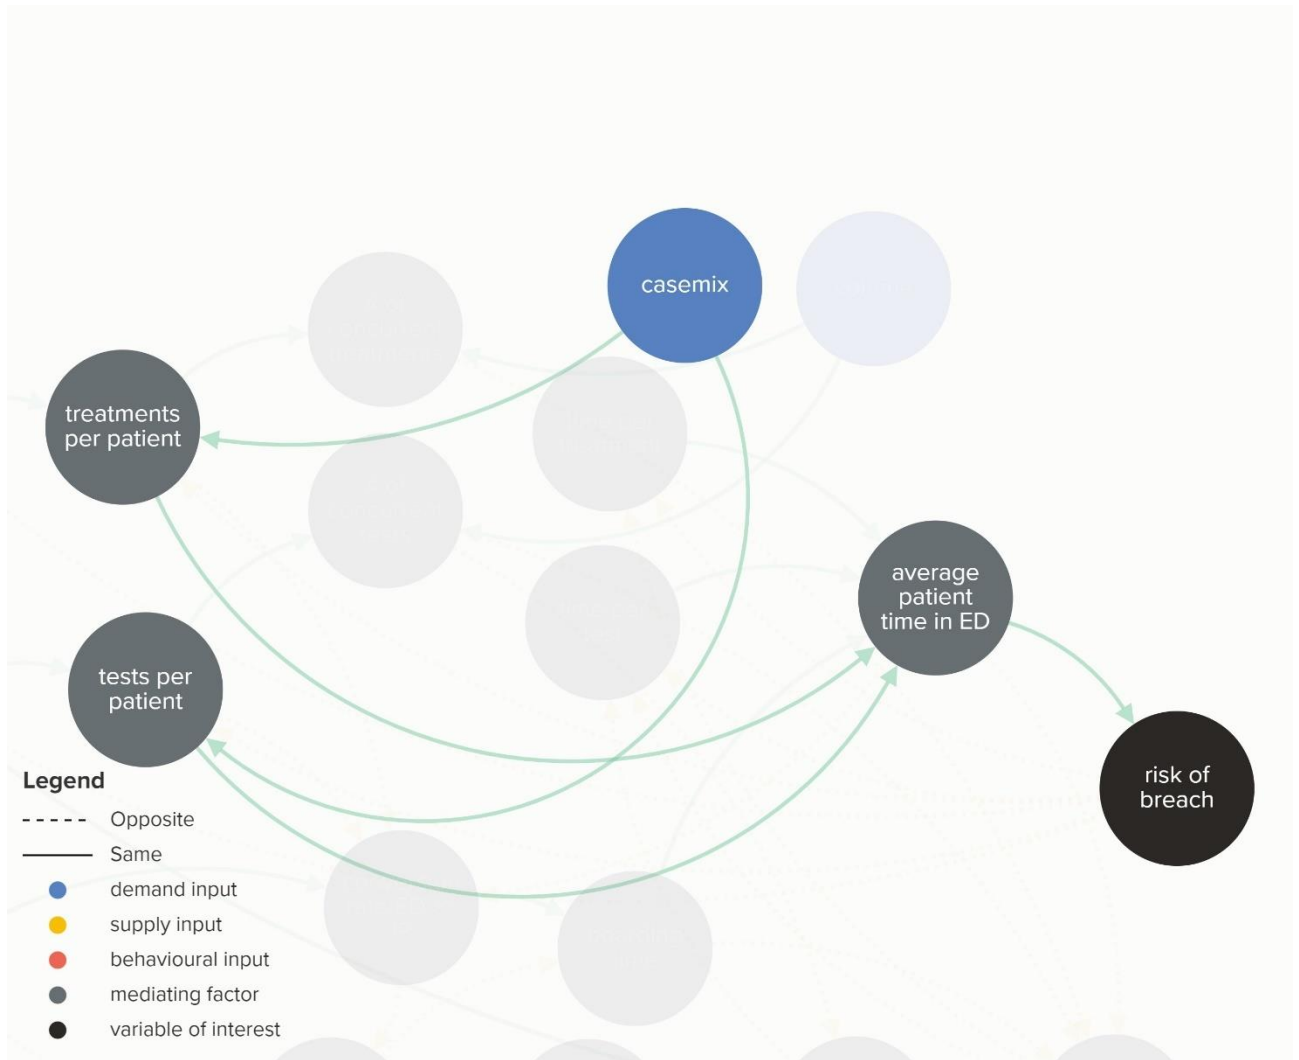 casemix
treatments
per patient
average
patient
time in ED
tests per
patient
risk of
breach
Legend
Opposite
Same
demand input
supply input
behavioural input
mediating factor
variable of interest